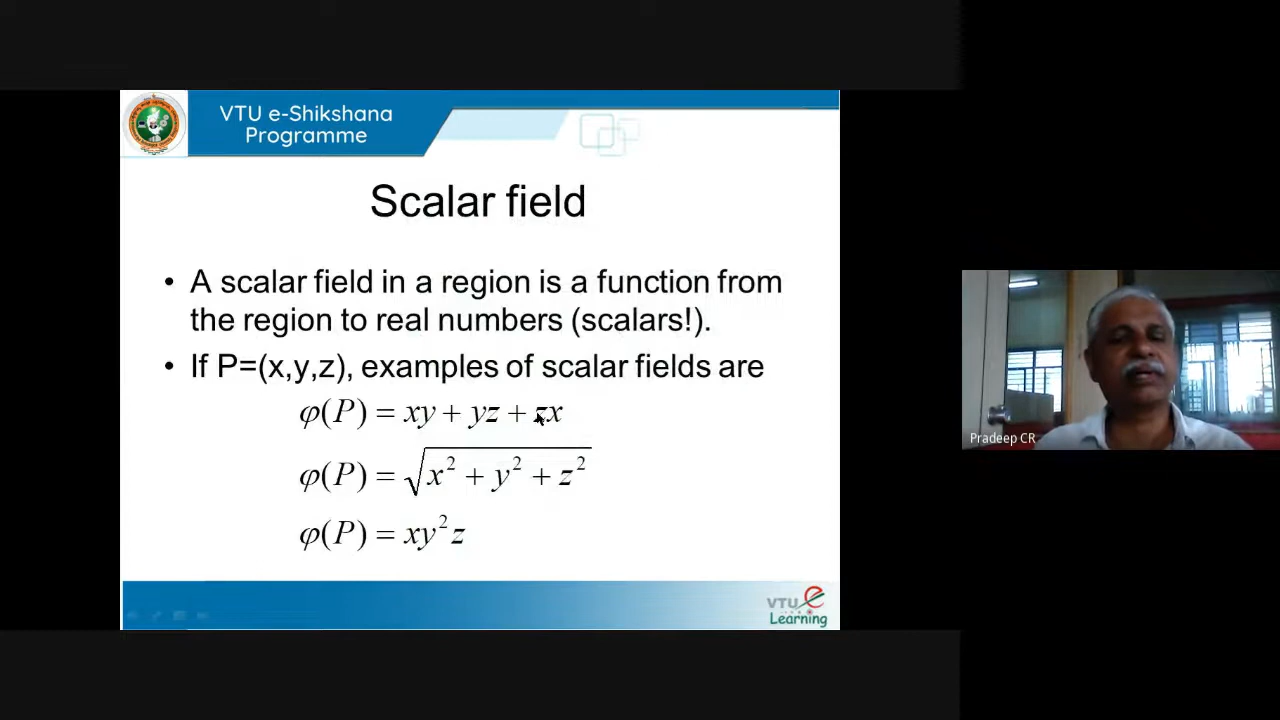 VTU e-Shikshana
Programme
Scalar field
• A scalar field in a region is a function from
the region to real numbers (scalars!).
• If P=(x,y,z), examples of scalar fields are
φ(P) = xy + yz + zx
φ(P) = √(x² + y² + z²)
φ(P) = xy²z
VTU e
Learning
Pradeep CR